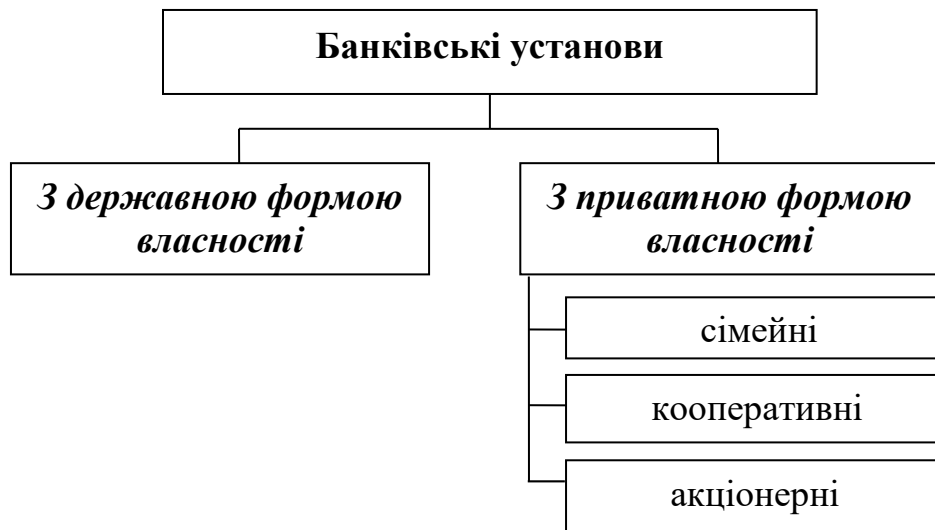 Банківські установи
З державною формою
власності
З приватною формою
власності
сімейні
кооперативні
акціонерні